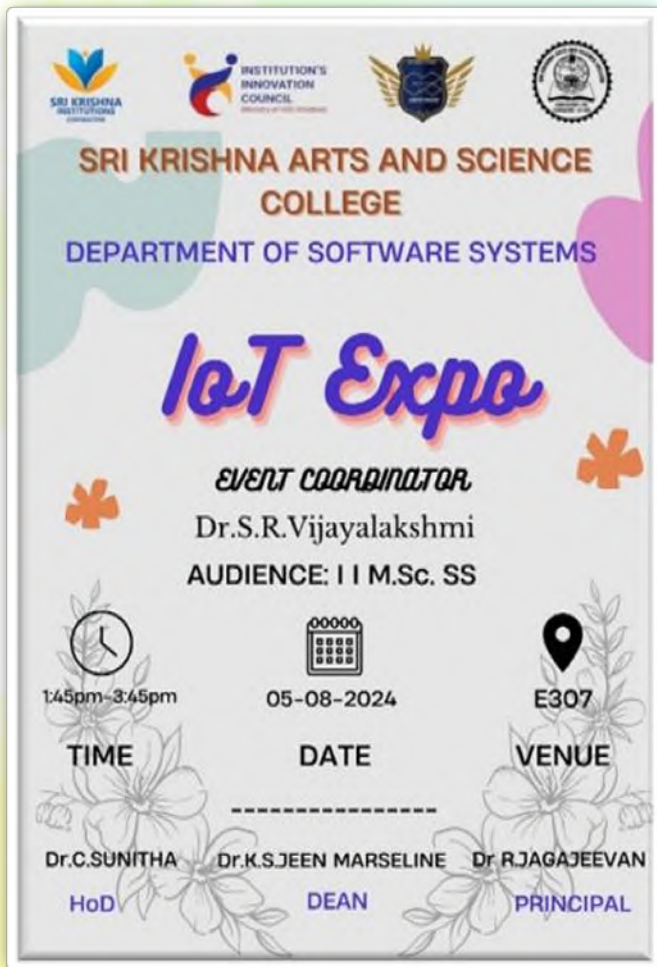 SRI KRISHNA
INSTITUTIONS
COIMBATORE
INSTITUTION'S
INNOVATION
COUNCIL
SRI KRISHNA ARTS AND SCIENCE
COLLEGE
DEPARTMENT OF SOFTWARE SYSTEMS
IoT Expo
EVENT COORDINATOR
Dr.S.R.Vijayalakshmi
AUDIENCE: I I M.Sc. SS
1:45pm-3:45pm 05-08-2024 E307
TIME DATE VENUE
----------------
Dr.C.SUNITHA Dr.K.S.JEEN MARSELINE Dr R.JAGAJEEVAN
HoD DEAN PRINCIPAL